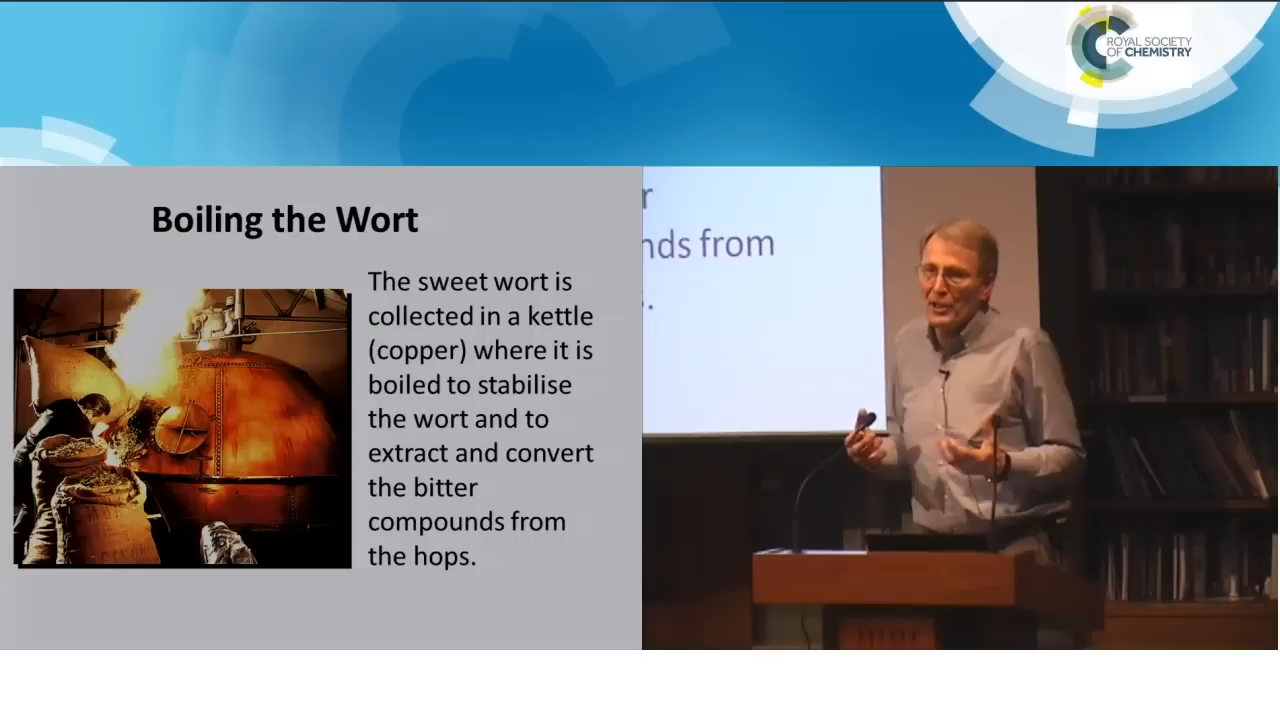 ROYAL SOCIETY
OF CHEMISTRY
Boiling the Wort
The sweet wort is
collected in a kettle
(copper) where it is
boiled to stabilise
the wort and to
extract and convert
the bitter
compounds from
the hops.
nds from